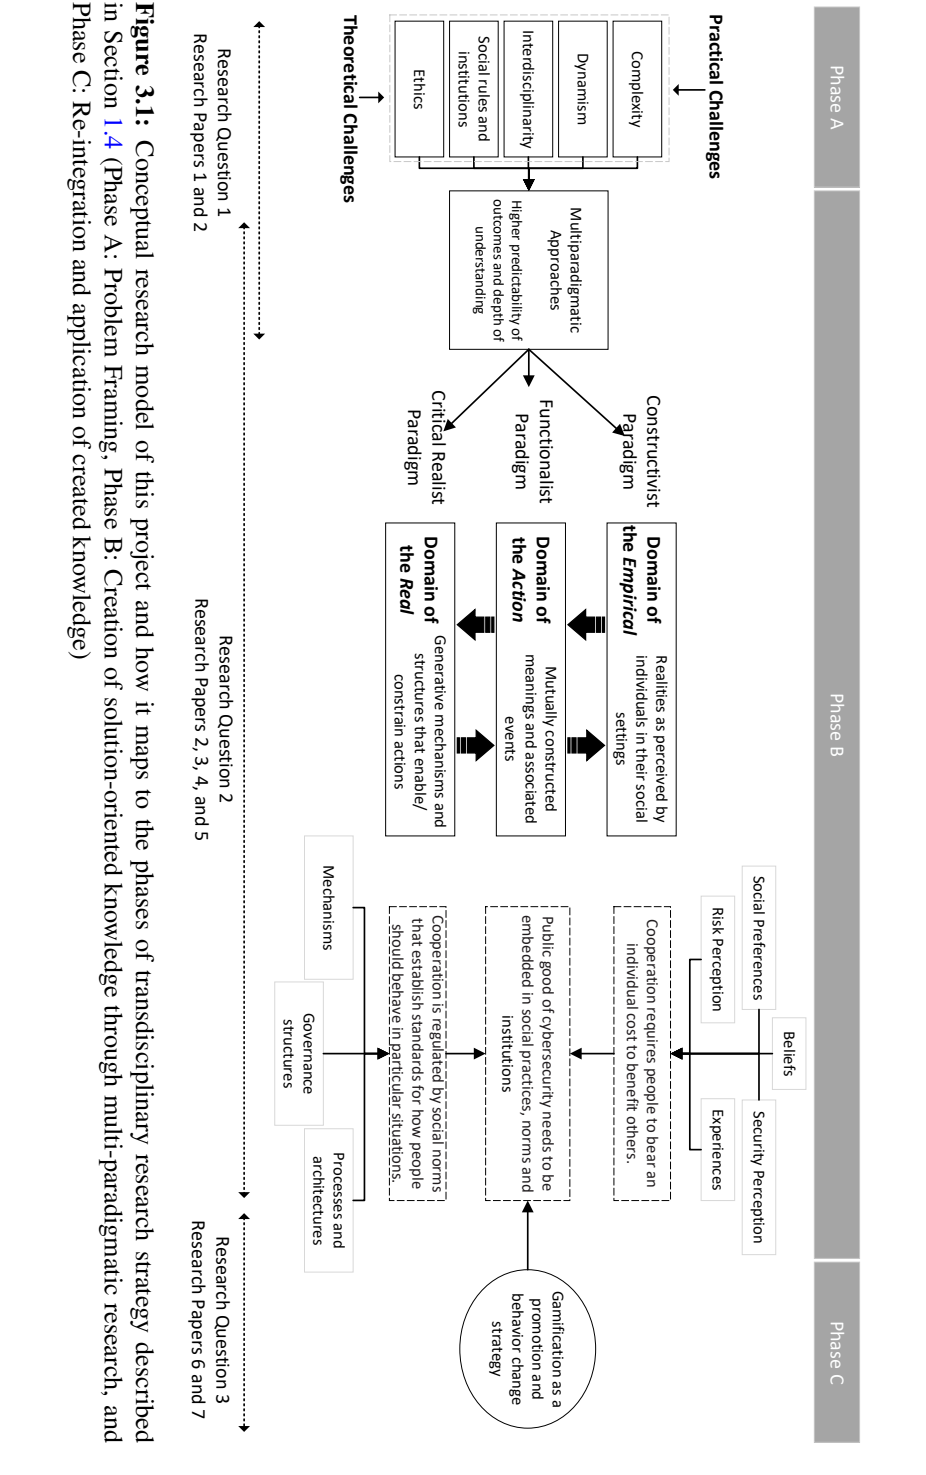 Phase A
Phase B
Phase C
Practical Challenges
Complexity
Dynamism
Interdisciplinarity
Social rules and
institutions
Ethics
Theoretical Challenges
Multiparadigmatic
Approaches
Higher predictability of
outcomes and depth of
understanding
Constructivist
Paradigm
Functionalist
Paradigm
Critical Realist
Paradigm
Domain of
the Empirical
Realities as perceived by
individuals in their social
settings
Domain of
the Action
Mutually constructed
meanings and associated
events
Domain of
the Real
Generative mechanisms and
structures that enable/
constrain actions
Beliefs
Social Preferences
Security Perception
Risk Perception
Experiences
Cooperation requires people to bear an
individual cost to benefit others.
Public good of cybersecurity needs to be
embedded in social practices, norms and
institutions
Cooperation is regulated by social norms
that establish standards for how people
should behave in particular situations.
Mechanisms
Governance
structures
Processes and
architectures
Gamification as a
promotion and
behavior change
strategy
Research Question 1
Research Papers 1 and 2
Research Question 2
Research Papers 2, 3, 4, and 5
Research Question 3
Research Papers 6 and 7
Figure 3.1: Conceptual research model of this project and how it maps to the phases of transdisciplinary research strategy described
in Section 1.4 (Phase A: Problem Framing, Phase B: Creation of solution-oriented knowledge through multi-paradigmatic research, and
Phase C: Re-integration and application of created knowledge)